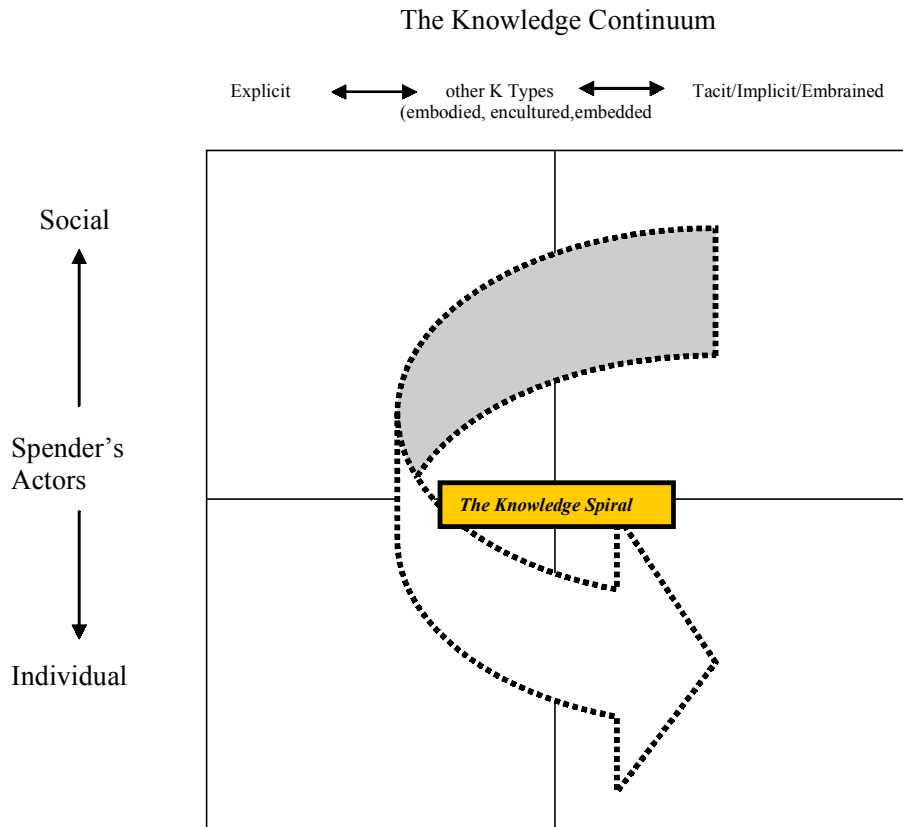 The Knowledge Continuum
Explicit
other K Types
Tacit/Implicit/Embrained
(embodied, encultured,embedded
Social
Spender’s
Actors
The Knowledge Spiral
Individual